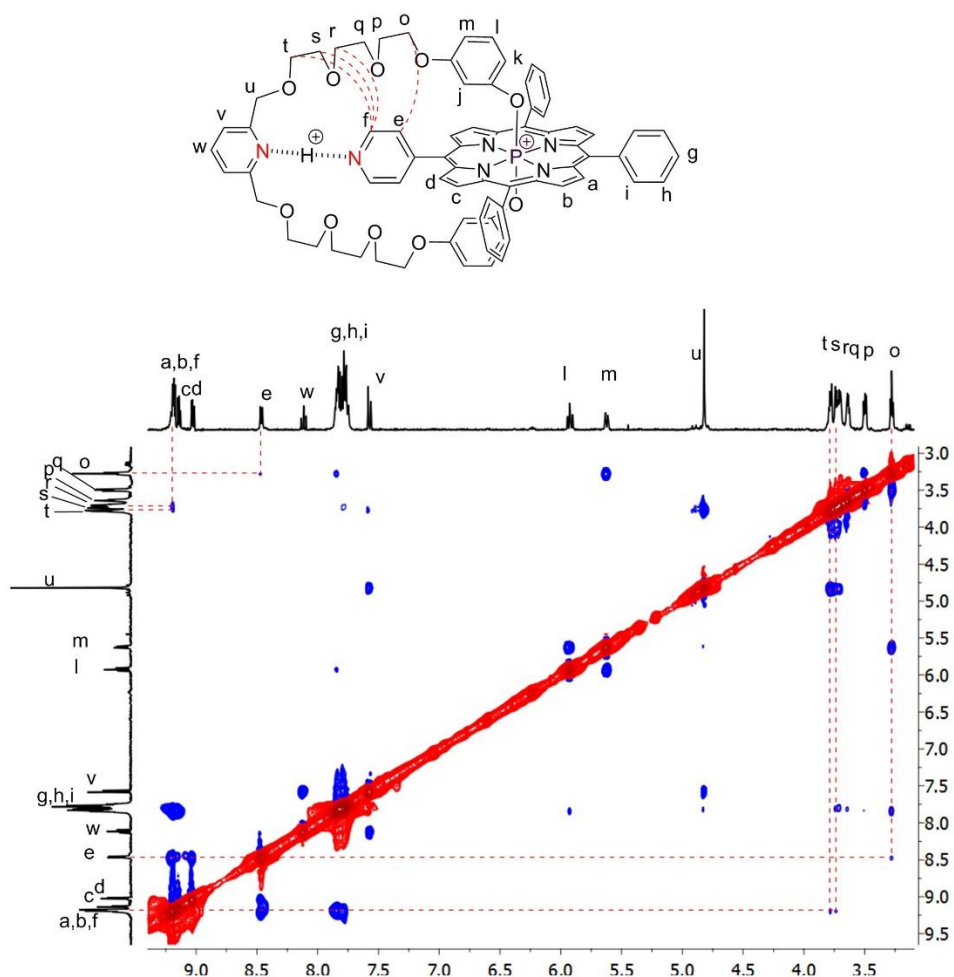 o
p
q
r
s
t
m
l
k
j
O
O
O
O
O
u
v
w
f
e
⊕
N
H
N
P
⊕
N
N
N
N
d
c
b
a
g
h
i
O
O
O
O
O
g,h,i
a,b,f
cd
e
w
v
l
m
u
t
s
rq
p
o
q
p
o
r
s
t
u
m
l
v
g,h,i
w
e
d
c
a,b,f
3.0
3.5
4.0
4.5
5.0
5.5
6.0
6.5
7.0
7.5
8.0
8.5
9.0
9.5
9.0 8.5 8.0 7.5 7.0 6.5 6.0 5.5 5.0 4.5 4.0 3.5